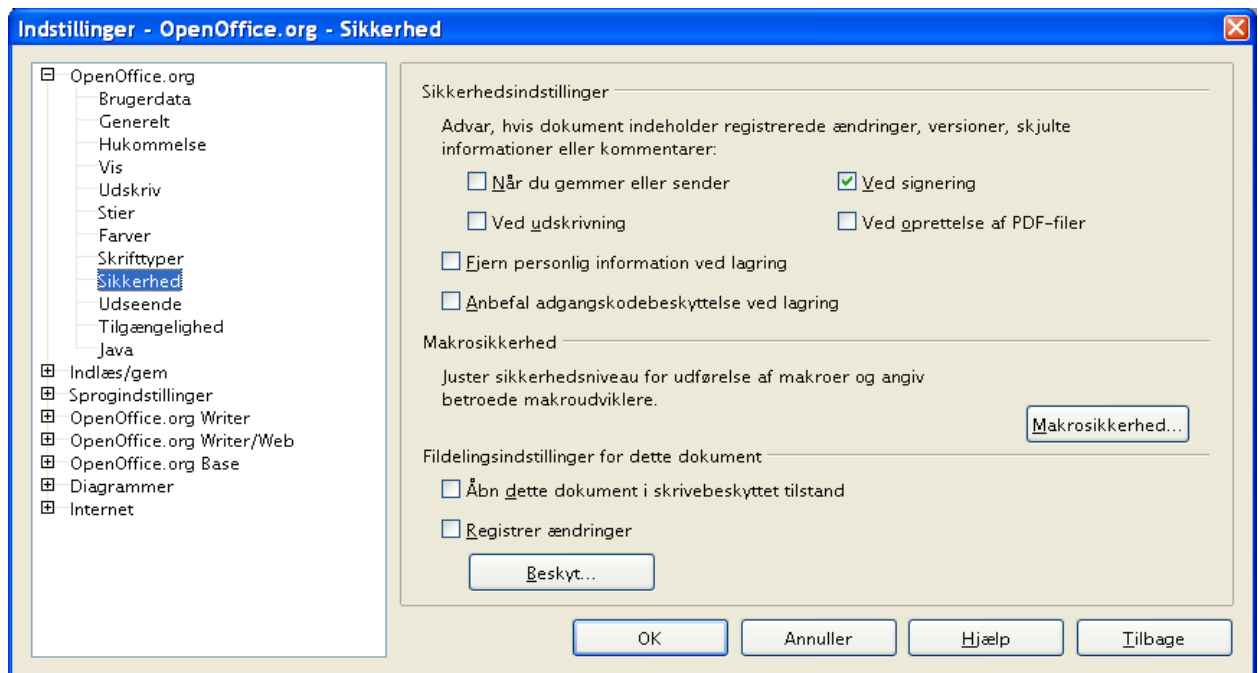 Indstillinger - OpenOffice.org - Sikkerhed
OpenOffice.org
Brugerdata
Generelt
Hukommelse
Vis
Udskriv
Stier
Farver
Skrifttyper
Sikkerhed
Udseende
Tilgængelighed
Java
Indlæs/gem
Sprogindstillinger
OpenOffice.org Writer
OpenOffice.org Writer/Web
OpenOffice.org Base
Diagrammer
Internet
Sikkerhedsindstillinger
Advar, hvis dokument indeholder registrerede ændringer, versioner, skjulte
informationer eller kommentarer:
Når du gemmer eller sender
Ved signering
Ved udskrivning
Ved oprettelse af PDF-filer
Fjern personlig information ved lagring
Anbefal adgangskodebeskyttelse ved lagring
Makrosikkerhed
Juster sikkerhedsniveau for udførelse af makroer og angiv
betroede makroudviklere.
Makrosikkerhed...
Fildelingsindstillinger for dette dokument
Åbn dette dokument i skrivebeskyttet tilstand
Registrer ændringer
Beskyt...
OK
Annuller
Hjælp
Tilbage